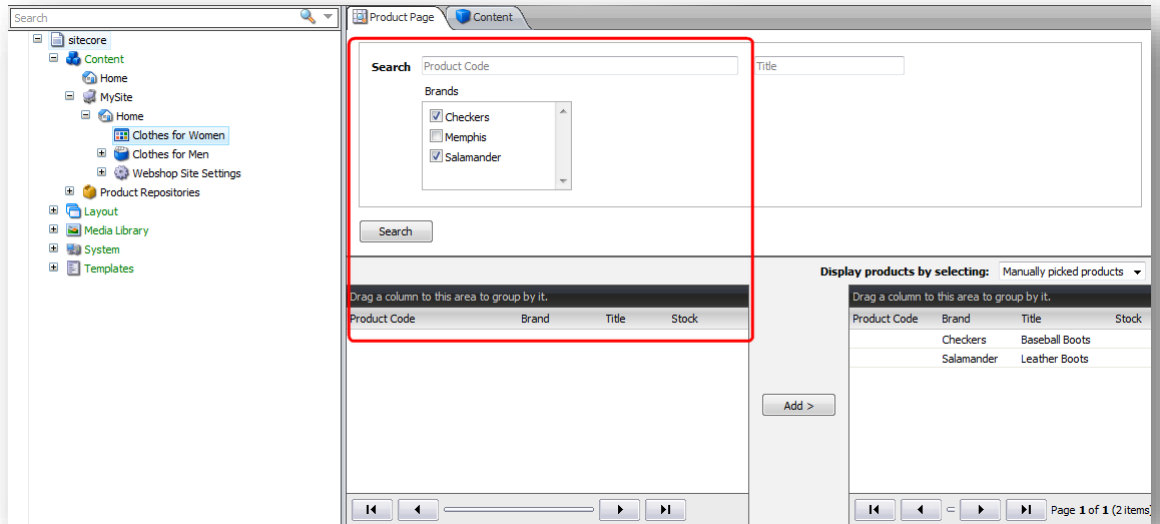 Search
sitecore
Content
Home
MySite
Home
Clothes for Women
Clothes for Men
Webshop Site Settings
Product Repositories
Layout
Media Library
System
Templates
Product Page Content
Search Product Code Title
Brands
Checkers
Memphis
Salamander
Search
Display products by selecting: Manually picked products
Drag a column to this area to group by it. Drag a column to this area to group by it.
Product Code Brand Title Stock Product Code Brand Title Stock
Checkers Baseball Boots
Salamander Leather Boots
Add >
Page 1 of 1 (2 items